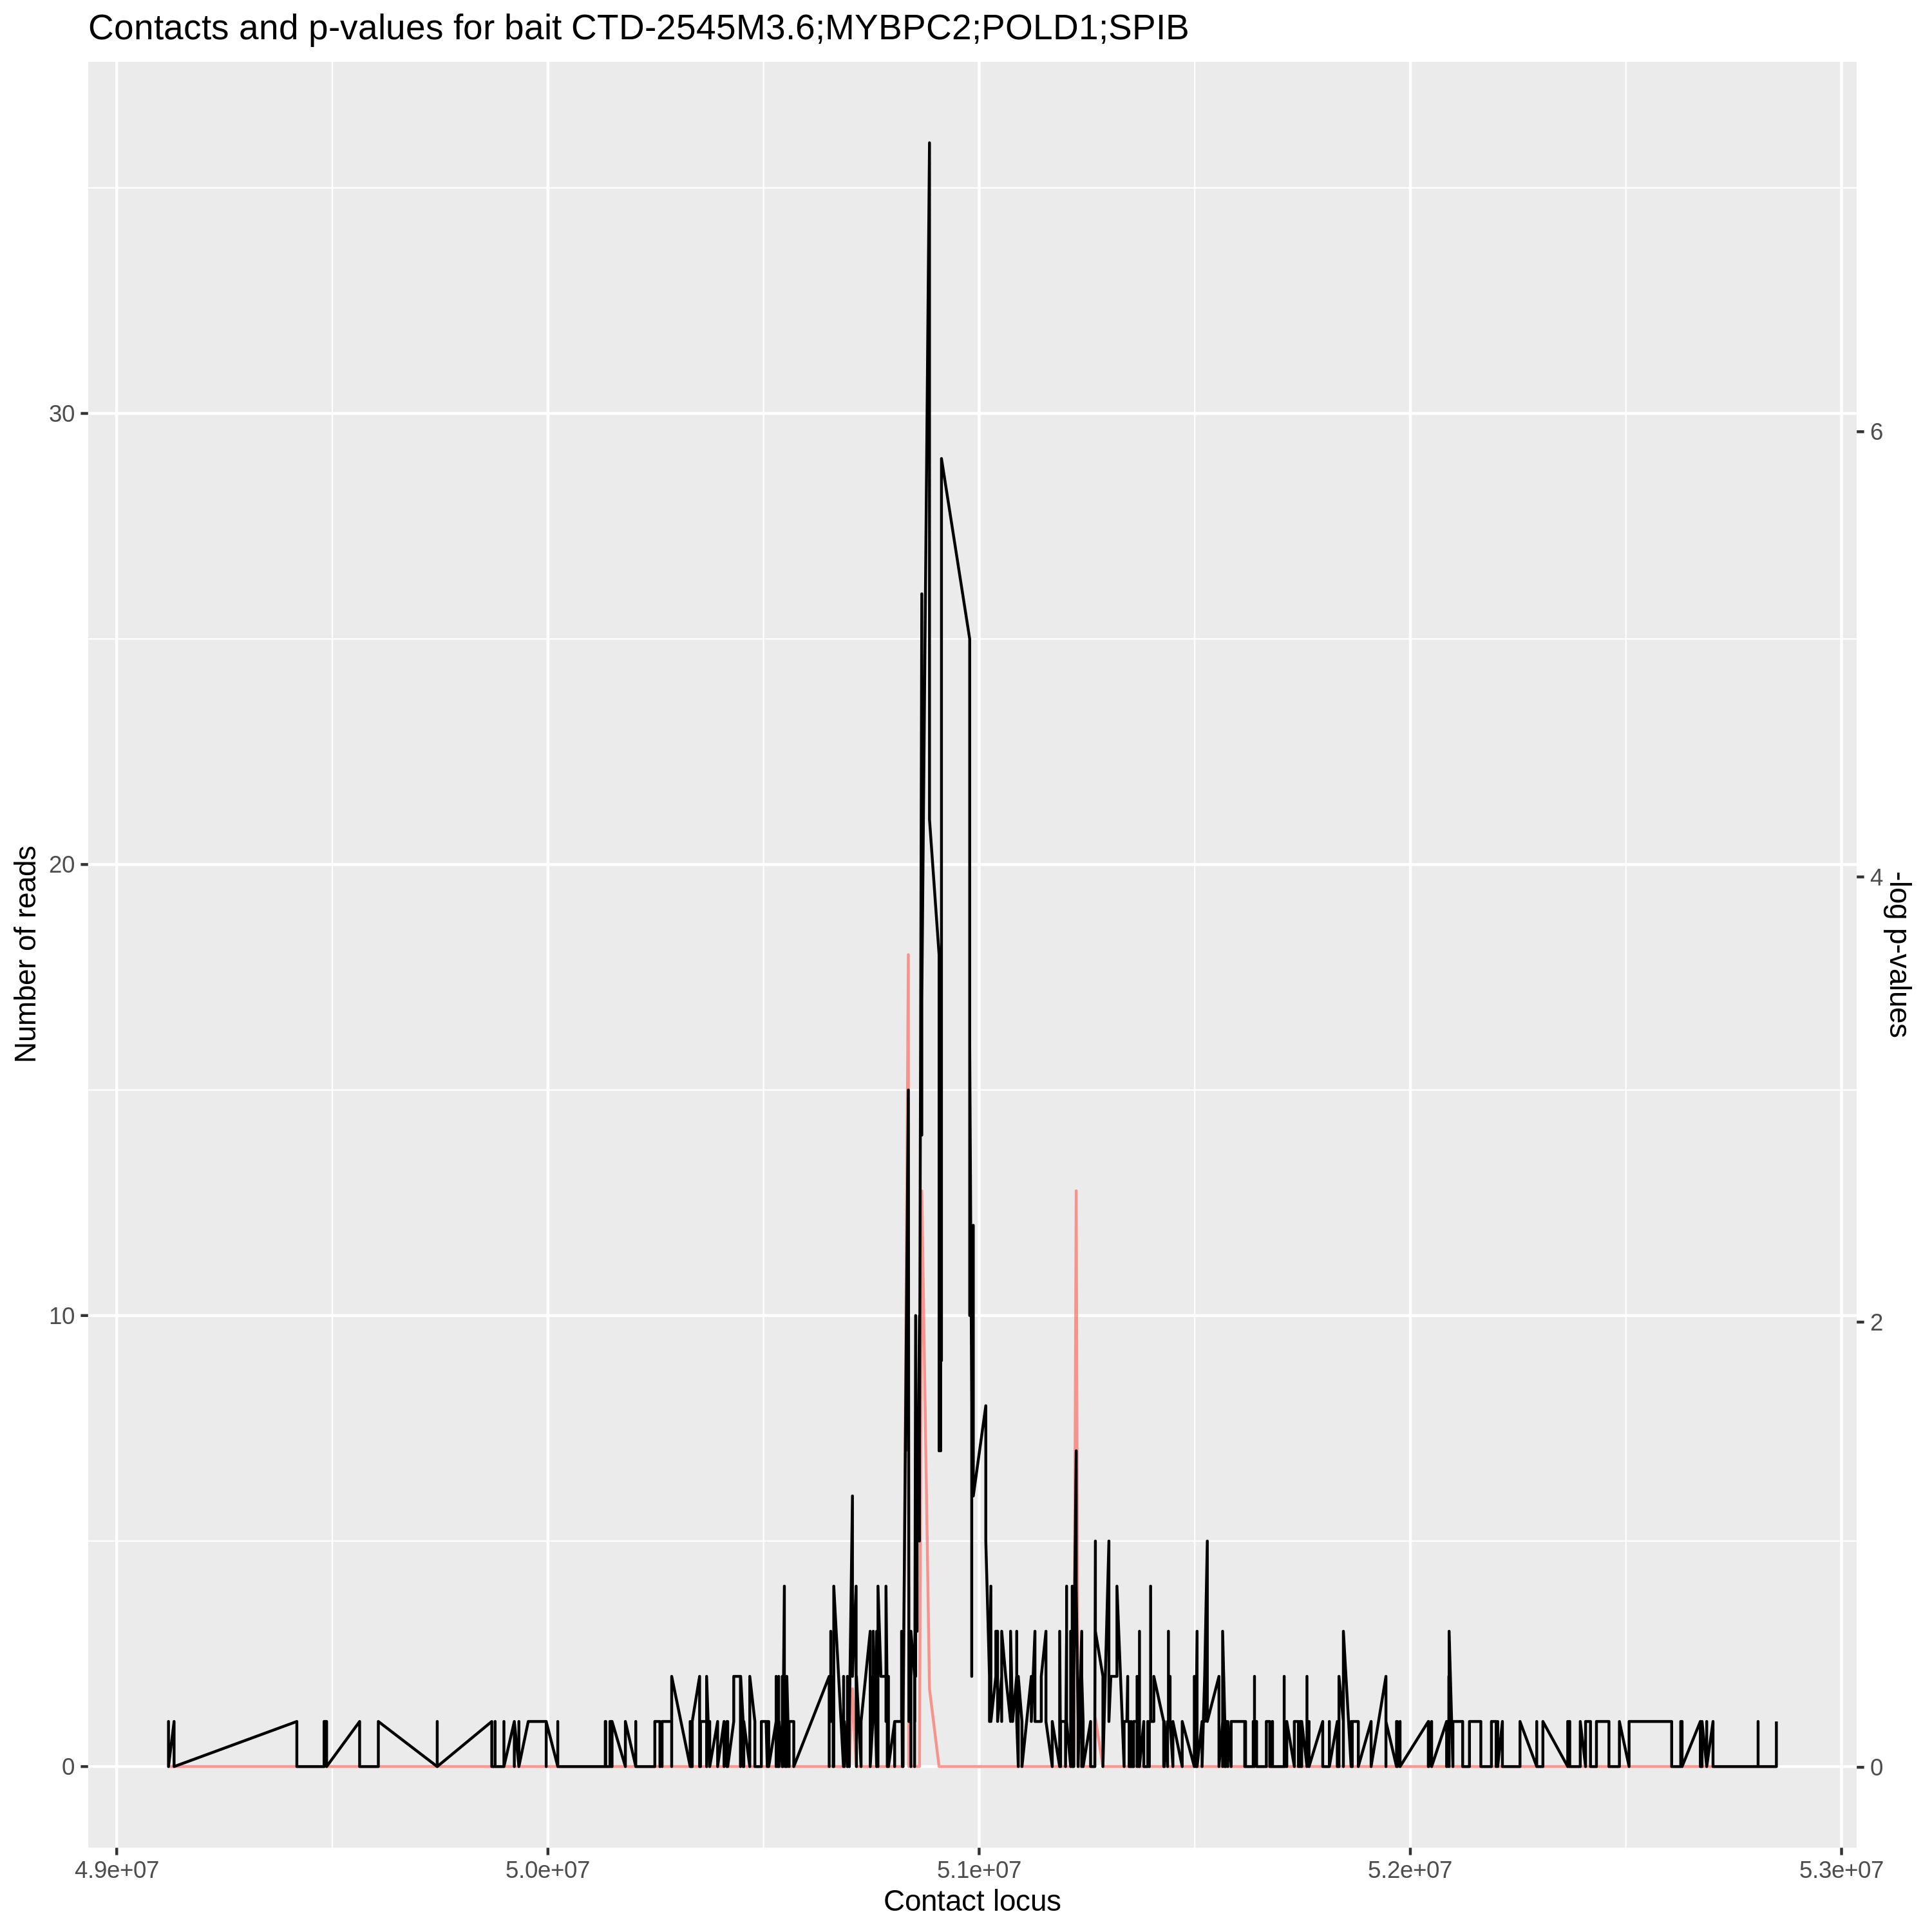 Contacts and p-values for bait CTD-2545M3.6;MYBPC2;POLD1;SPIB
30
20
10
0
Number of reads
6
4
2
0
-log p-values
4.9e+07
5.0e+07
5.1e+07
5.2e+07
5.3e+07
Contact locus